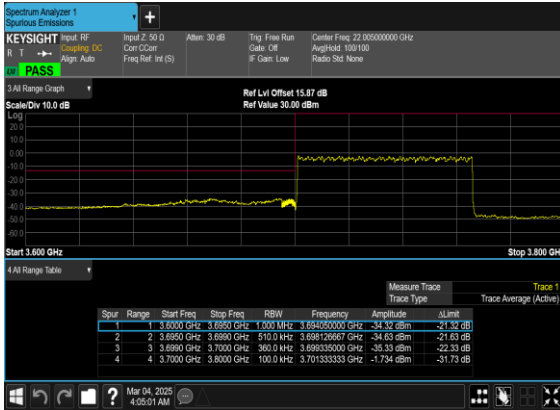 Spectrum Analyzer 1
Spurious Emissions
+
KEYSIGHT Input: RF Input Z: 50 Ω Atten: 30 dB Trig: Free Run Center Freq: 22.005000000 GHz
R T Coupling: DC Corr CCorr Gate: Off Avg|Hold: 100/100
Align: Auto Freq Ref: Int (S) IF Gain: Low Radio Std: None
PASS
3 All Range Graph
Ref Lvl Offset 15.87 dB
Scale/Div 10.0 dB Ref Value 30.00 dBm
Log
20.0
10.0
0.00
-10.0
-20.0
-30.0
-40.0
-50.0
-60.0
Start 3.600 GHz Stop 3.800 GH
4 All Range Table
Measure Trace Trace 1
Trace Type Trace Average (Active)
Spur Range Start Freq Stop Freq RBW Frequency Amplitude ΔLimit
1 1 3.6000 GHz 3.6950 GHz 1.000 MHz 3.694050000 GHz -34.32 dBm -21.32 dB
2 2 3.6950 GHz 3.6990 GHz 510.0 kHz 3.698126667 GHz -34.63 dBm -21.63 dB
3 3 3.6990 GHz 3.7000 GHz 360.0 kHz 3.699335000 GHz -35.33 dBm -22.33 dB
4 4 3.7000 GHz 3.8000 GHz 100.0 kHz 3.701333333 GHz -1.734 dBm -31.73 dB
? Mar 04, 2025
4:05:01 AM